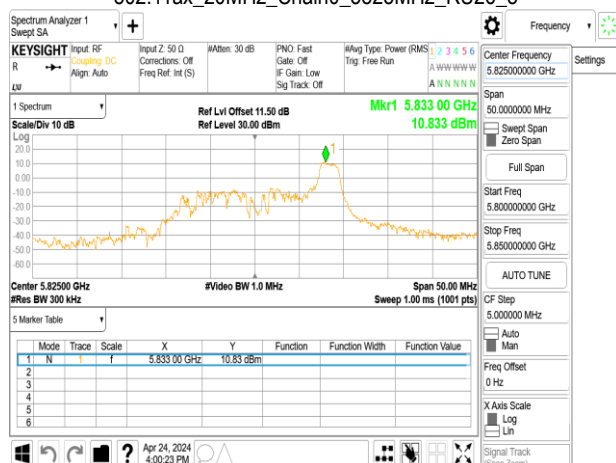 Spectrum Analyzer 1
Swept SA
+
Frequency
KEYSIGHT
R
Input: RF
Coupling: DC
Align: Auto
Input Z: 50 Ω
Corrections: Off
Freq Ref: Int (S)
#Atten: 30 dB
PNO: Fast
Gate: Off
IF Gain: Low
Sig Track: Off
#Avg Type: Power (RMS
Trig: Free Run
1 2 3 4 5 6
A W W W W W
A N N N N N
LXI
Center Frequency
5.825000000 GHz
Settings
Span
50.0000000 MHz
Swept Span
Zero Span
Full Span
Start Freq
5.800000000 GHz
Stop Freq
5.850000000 GHz
AUTO TUNE
CF Step
5.000000 MHz
Auto
Man
Freq Offset
0 Hz
X Axis Scale
Log
Lin
Signal Track
1 Spectrum
Scale/Div 10 dB
Log
Ref Lvl Offset 11.50 dB
Ref Level 30.00 dBm
Mkr1 5.833 00 GHz
10.833 dBm
1
20.0
10.0
0.00
-10.0
-20.0
-30.0
-40.0
-50.0
-60.0
Center 5.82500 GHz
#Res BW 300 kHz
#Video BW 1.0 MHz
Span 50.00 MHz
Sweep 1.00 ms (1001 pts)
5 Marker Table
Mode Trace Scale X Y Function Function Width Function Value
1 N 1 f 5.833 00 GHz 10.83 dBm
2
3
4
5
6
?
Apr 24, 2024
4:00:23 PM